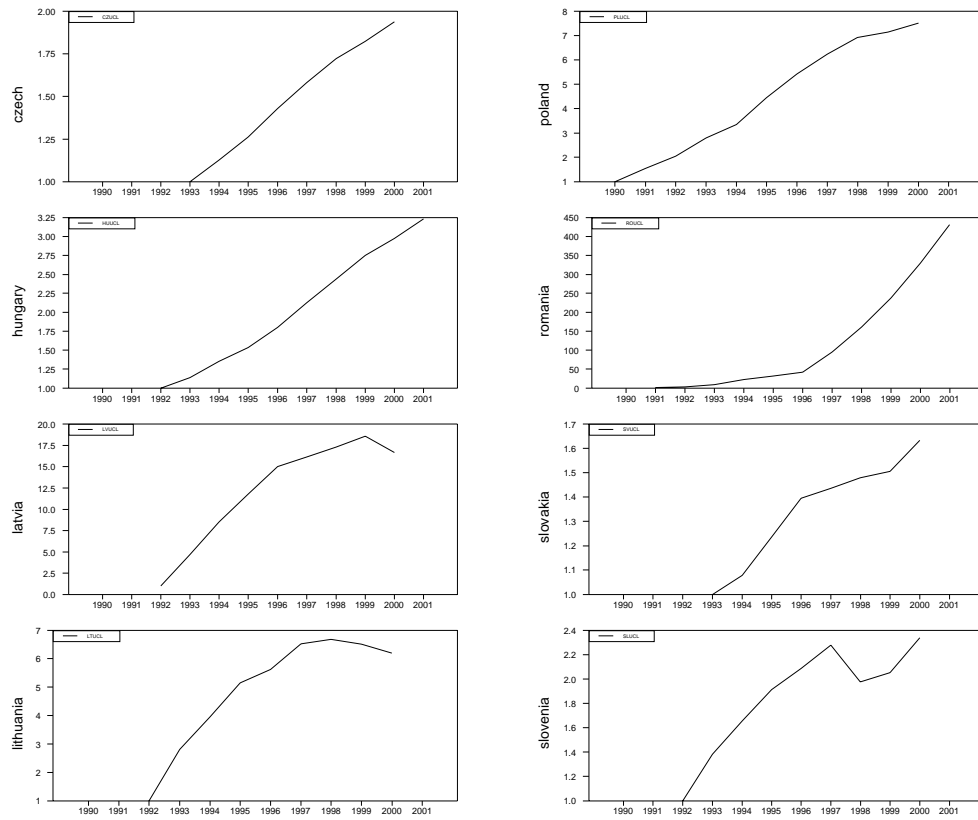 CZUCL
czech
2.00
1.75
1.50
1.25
1.00
1990 1991 1992 1993 1994 1995 1996 1997 1998 1999 2000 2001
PLUCL
poland
8
7
6
5
4
3
2
1
1990 1991 1992 1993 1994 1995 1996 1997 1998 1999 2000 2001
HUUCL
hungary
3.25
3.00
2.75
2.50
2.25
2.00
1.75
1.50
1.25
1.00
1990 1991 1992 1993 1994 1995 1996 1997 1998 1999 2000 2001
ROUCL
romania
450
400
350
300
250
200
150
100
50
0
1990 1991 1992 1993 1994 1995 1996 1997 1998 1999 2000 2001
LVUCL
latvia
20.0
17.5
15.0
12.5
10.0
7.5
5.0
2.5
0.0
1990 1991 1992 1993 1994 1995 1996 1997 1998 1999 2000 2001
SVUCL
slovakia
1.7
1.6
1.5
1.4
1.3
1.2
1.1
1.0
1990 1991 1992 1993 1994 1995 1996 1997 1998 1999 2000 2001
LTUCL
lithuania
7
6
5
4
3
2
1
1990 1991 1992 1993 1994 1995 1996 1997 1998 1999 2000 2001
SLUCL
slovenia
2.4
2.2
2.0
1.8
1.6
1.4
1.2
1.0
1990 1991 1992 1993 1994 1995 1996 1997 1998 1999 2000 2001